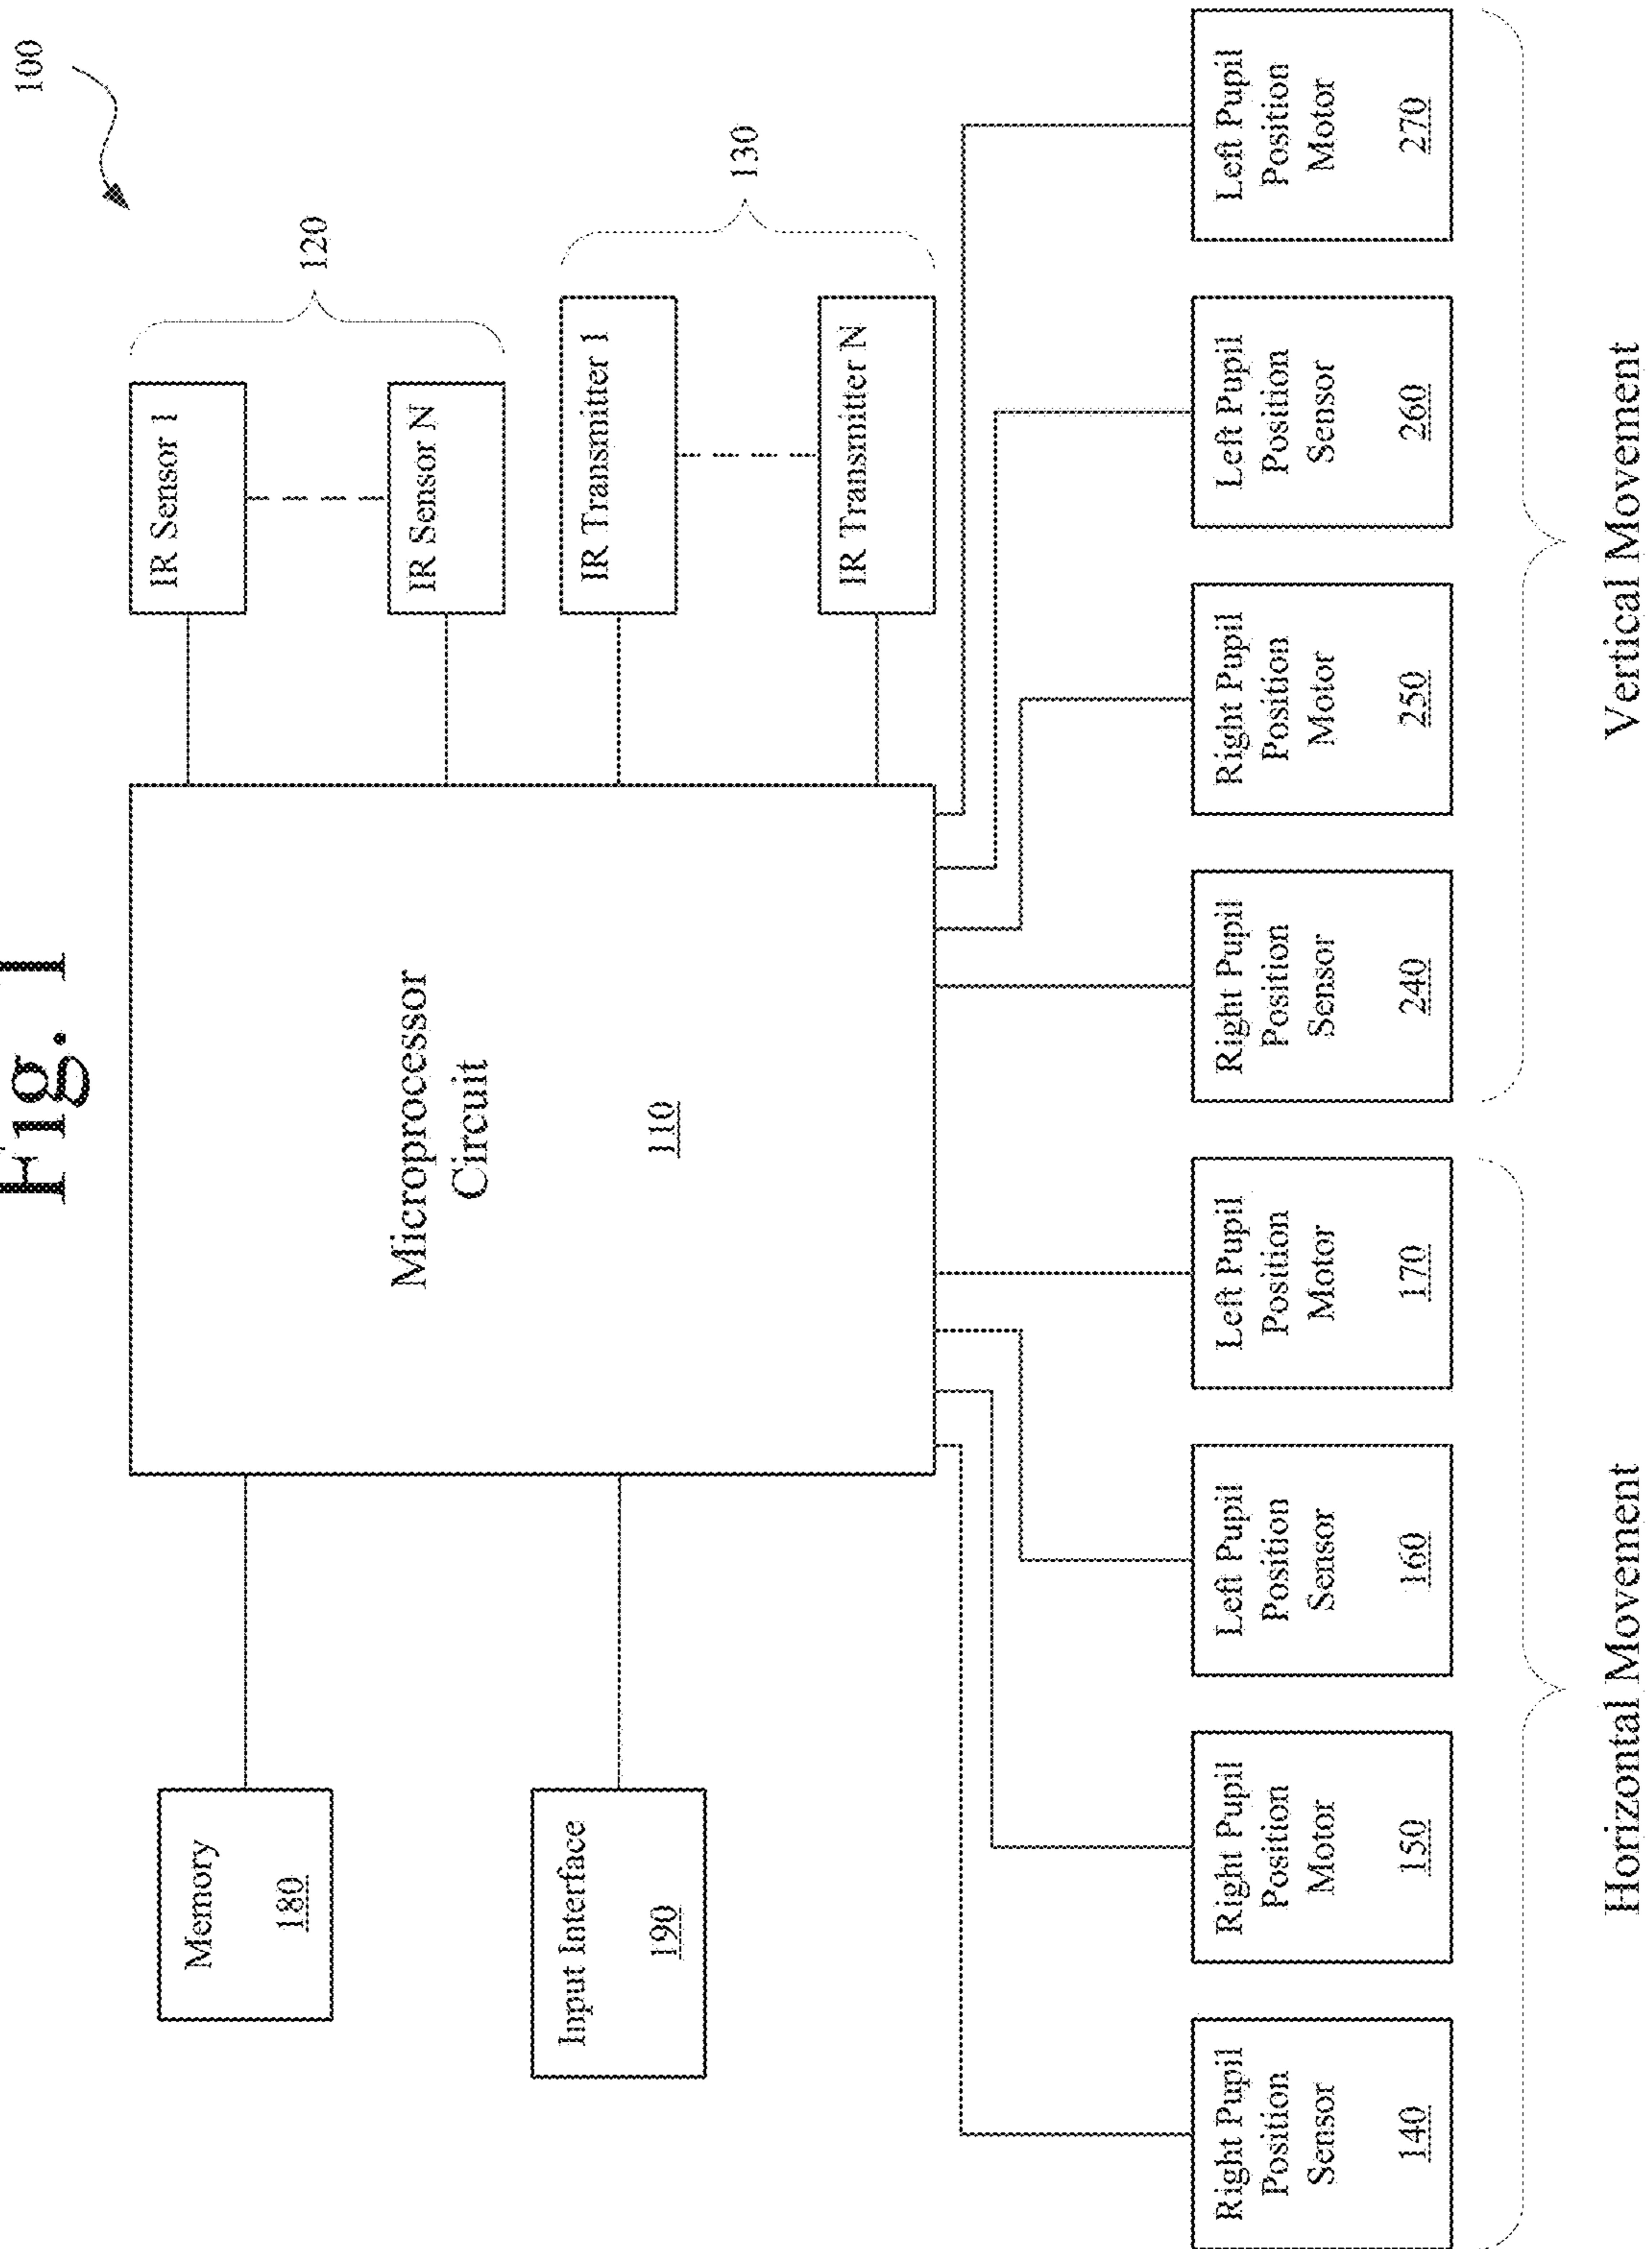 Fig. 1
100
Memory
180
Input Interface
190
Microprocessor
Circuit
110
IR Sensor 1
IR Sensor N
120
IR Transmitter 1
IR Transmitter N
130
Right Pupil
Position
Sensor
140
Right Pupil
Position
Motor
150
Left Pupil
Position
Sensor
160
Left Pupil
Position
Motor
170
Right Pupil
Position
Sensor
240
Right Pupil
Position
Motor
250
Left Pupil
Position
Sensor
260
Left Pupil
Position
Motor
270
Horizontal Movement
Vertical Movement